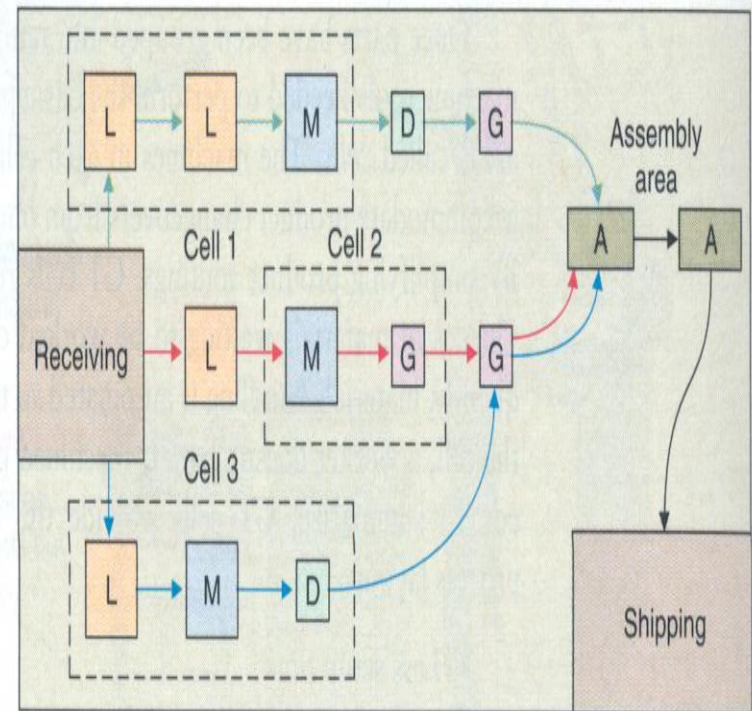 L L M D G
Assembly
area
Cell 1 Cell 2
A A
Receiving
L M G G
Cell 3
L M D
Shipping